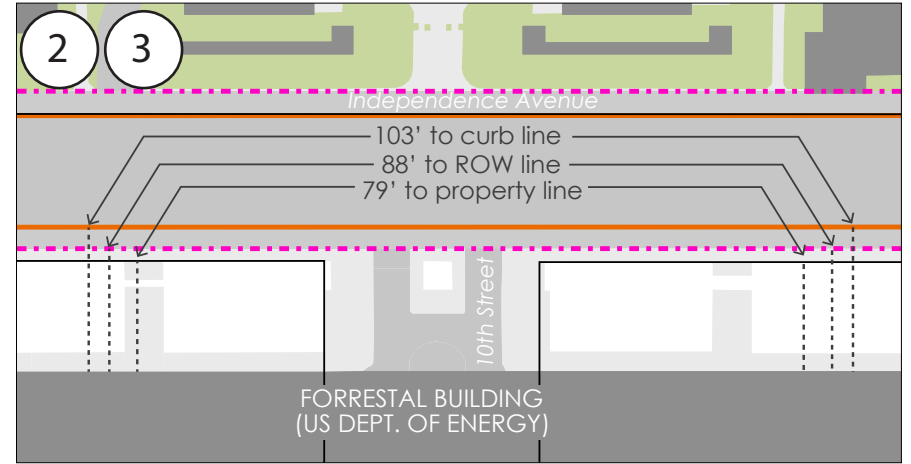 2 3
Independence Avenue
103’ to curb line
88’ to ROW line
79’ to property line
10th Street
FORRESTAL BUILDING
(US DEPT. OF ENERGY)